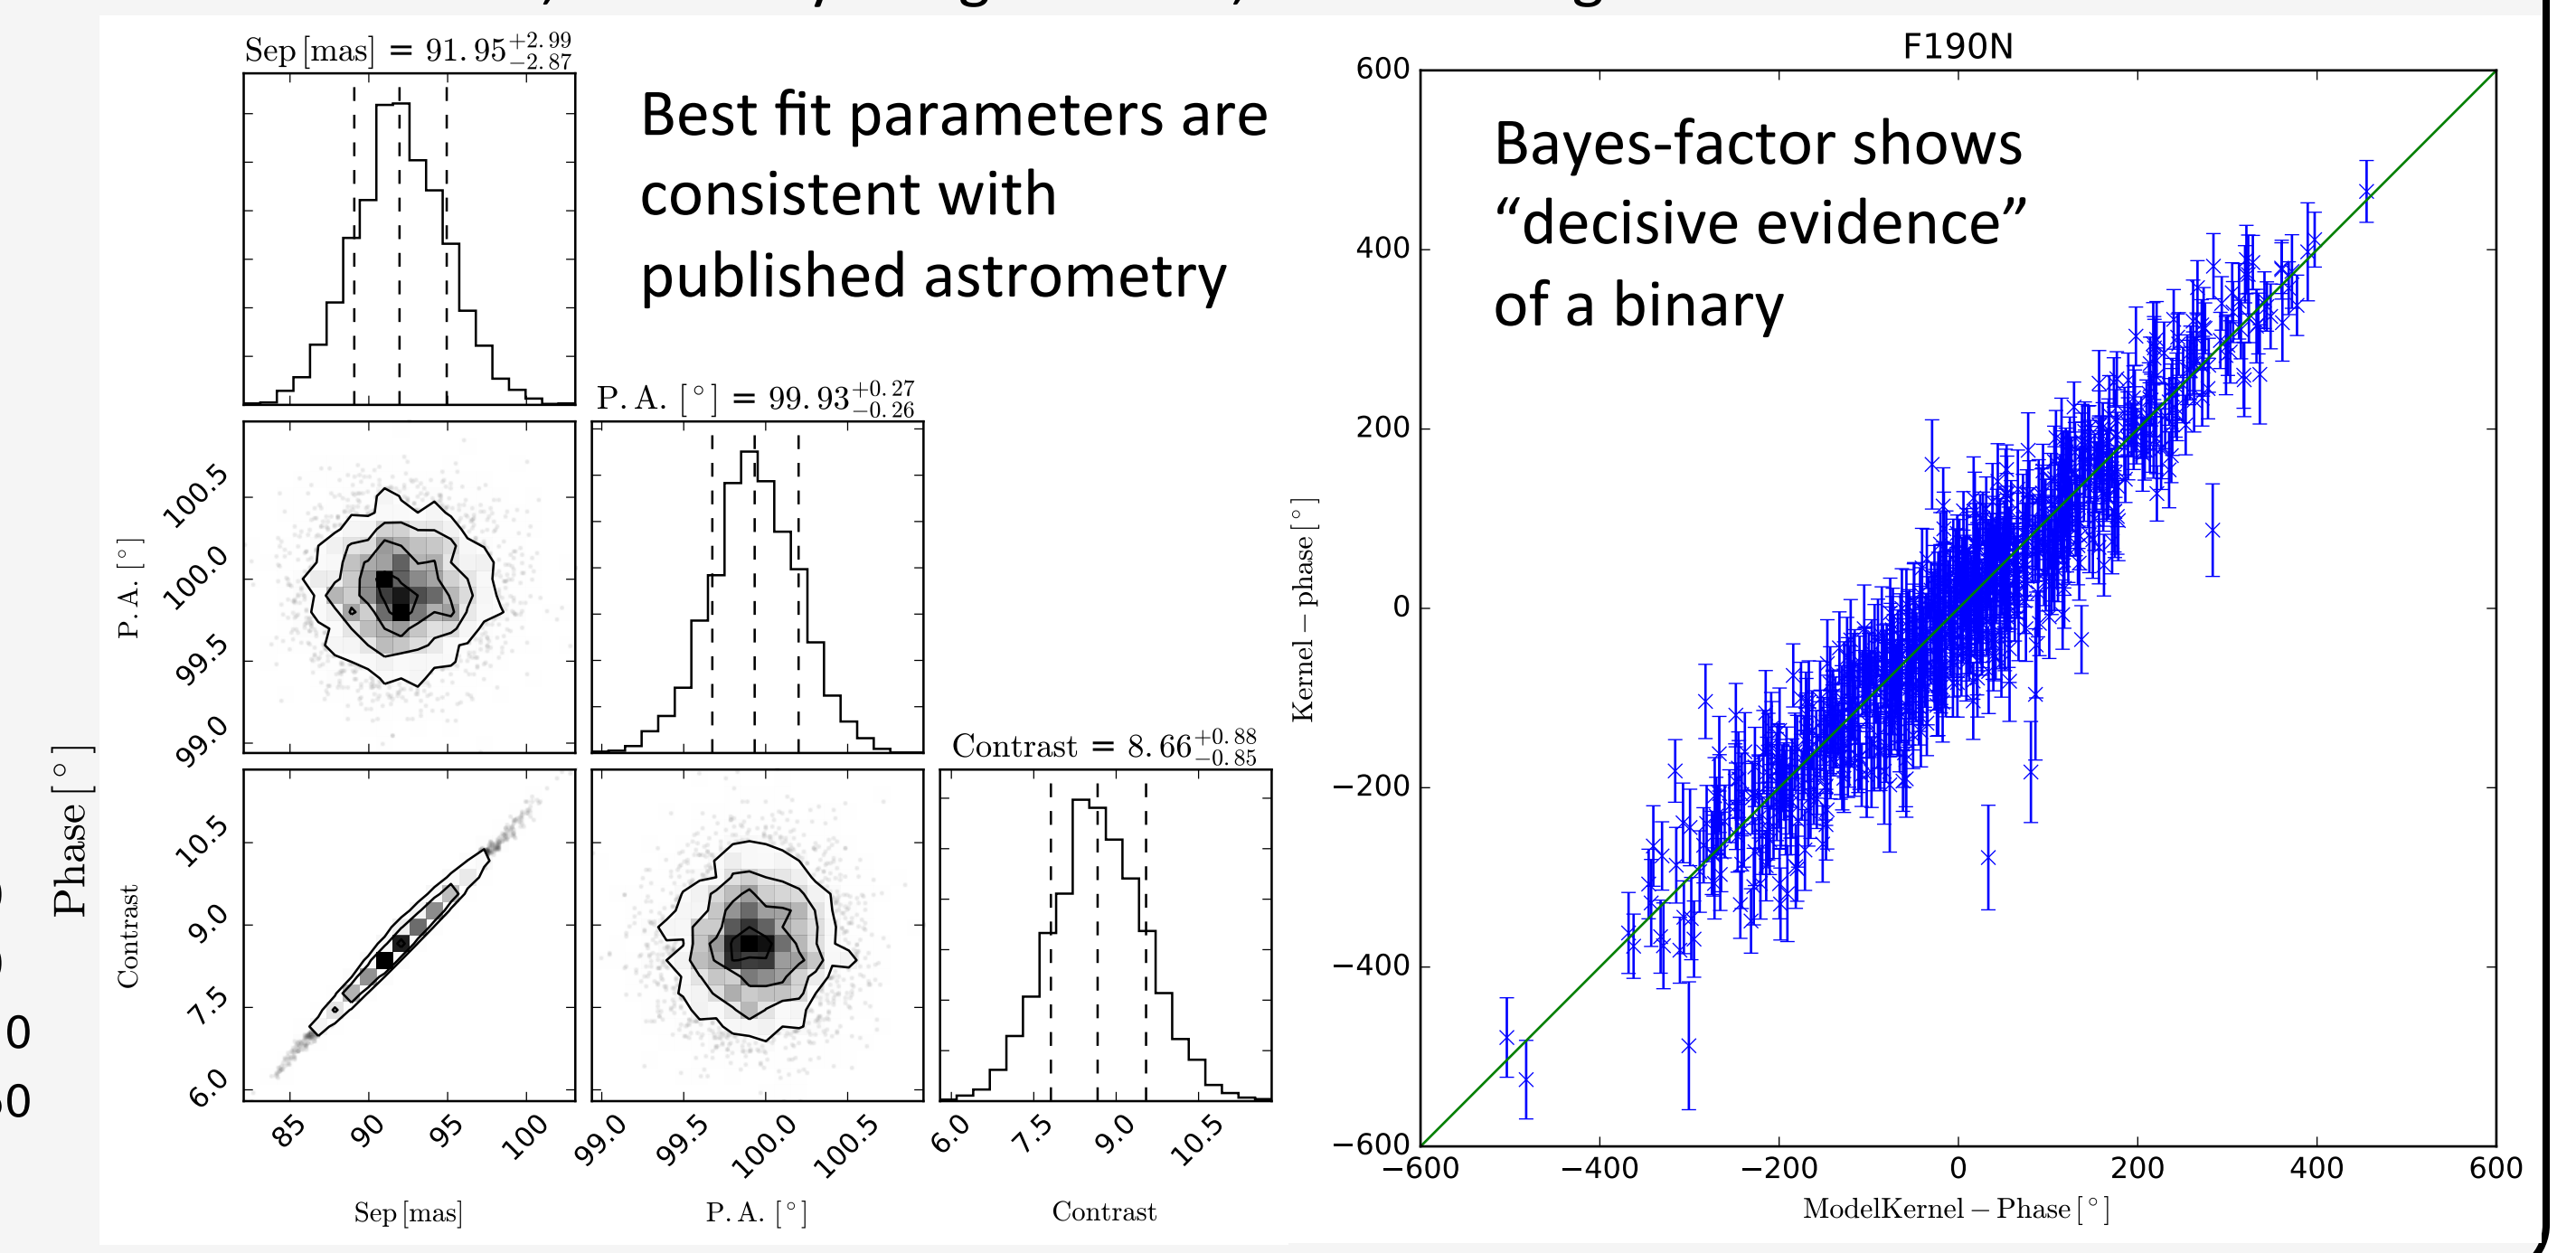 Sep [mas] = 91.95 +2.99 −2.87
Best fit parameters are
consistent with
published astrometry
P. A. [°] = 99.93 +0.27 −0.26
Contrast = 8.66 +0.88 −0.85
P. A. [°]
100.5
100.0
99.5
99.0
Contrast
10.5
9.0
7.5
6.0
85 90 95 100
99.0 99.5 100.0 100.5
6.0 7.5 9.0 10.5
Sep [mas]
P. A. [°]
Contrast
Phase [°]
F190N
Bayes-factor shows
“decisive evidence”
of a binary
Kernel − phase [°]
600
400
200
0
−200
−400
−600
−600 −400 −200 0 200 400 600
ModelKernel − Phase [°]